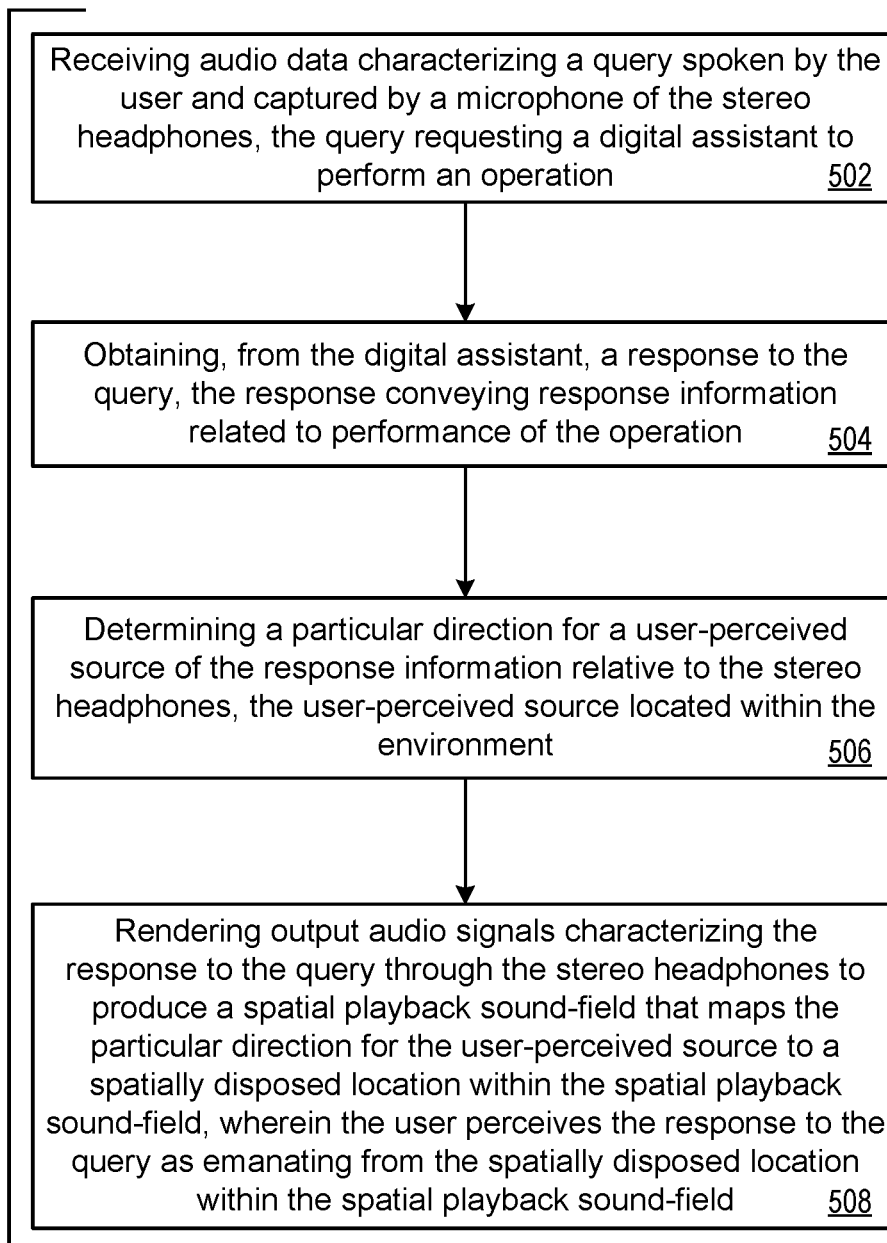 Receiving audio data characterizing a query spoken by the
user and captured by a microphone of the stereo
headphones, the query requesting a digital assistant to
perform an operation 502
Obtaining, from the digital assistant, a response to the
query, the response conveying response information
related to performance of the operation 504
Determining a particular direction for a user-perceived
source of the response information relative to the stereo
headphones, the user-perceived source located within the
environment 506
Rendering output audio signals characterizing the
response to the query through the stereo headphones to
produce a spatial playback sound-field that maps the
particular direction for the user-perceived source to a
spatially disposed location within the spatial playback
sound-field, wherein the user perceives the response to the
query as emanating from the spatially disposed location
within the spatial playback sound-field 508